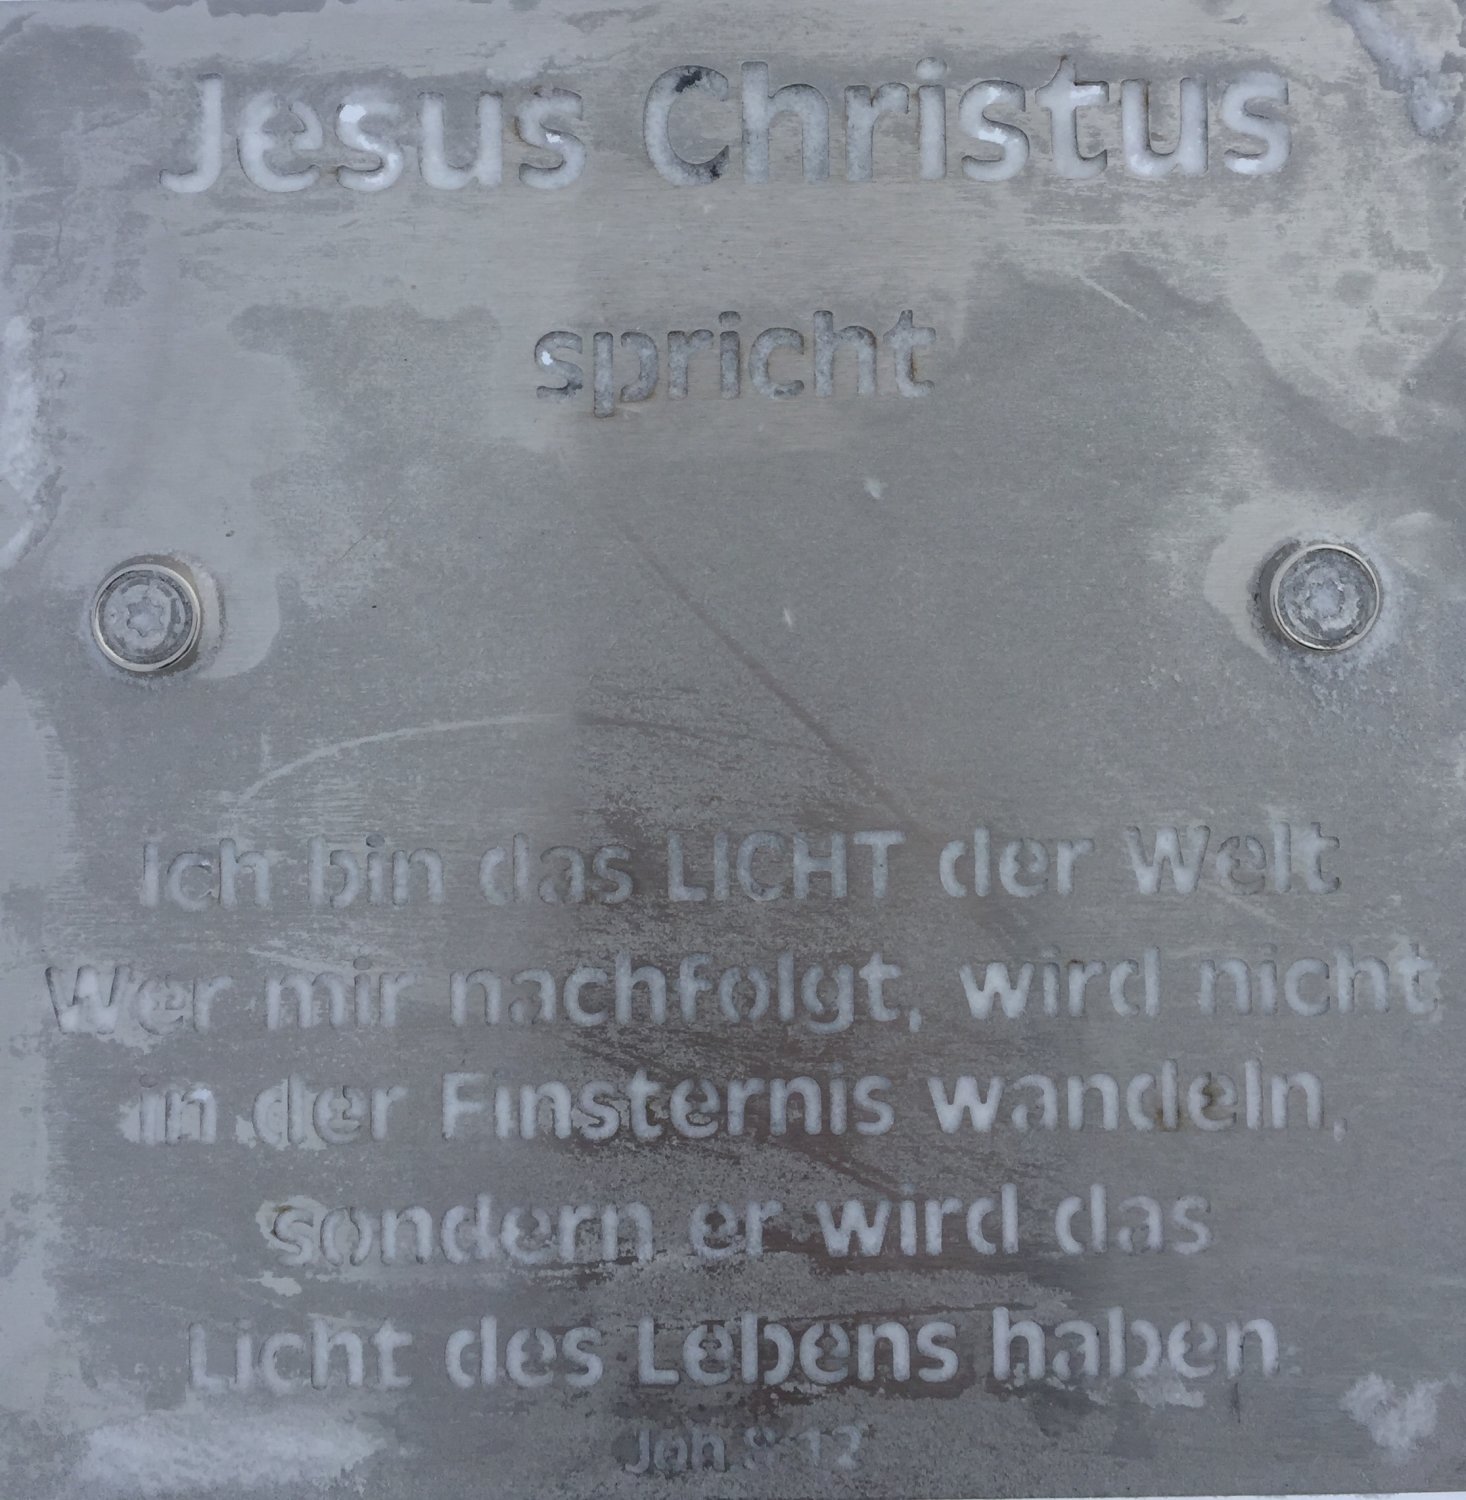 Jesus Christus
spricht
Ich bin das LICHT der Welt
Wer mir nachfolgt, wird nicht
in der Finsternis wandeln,
sondern er wird das
Licht des Lebens haben
Joh 8:12